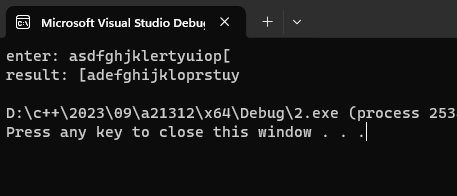 Microsoft Visual Studio Debug
enter: asdfghjklertyuiop[
result: [adefghijkloprstuy
D:\c++\2023\09\a21312\x64\Debug\2.exe (process 253
Press any key to close this window . . .